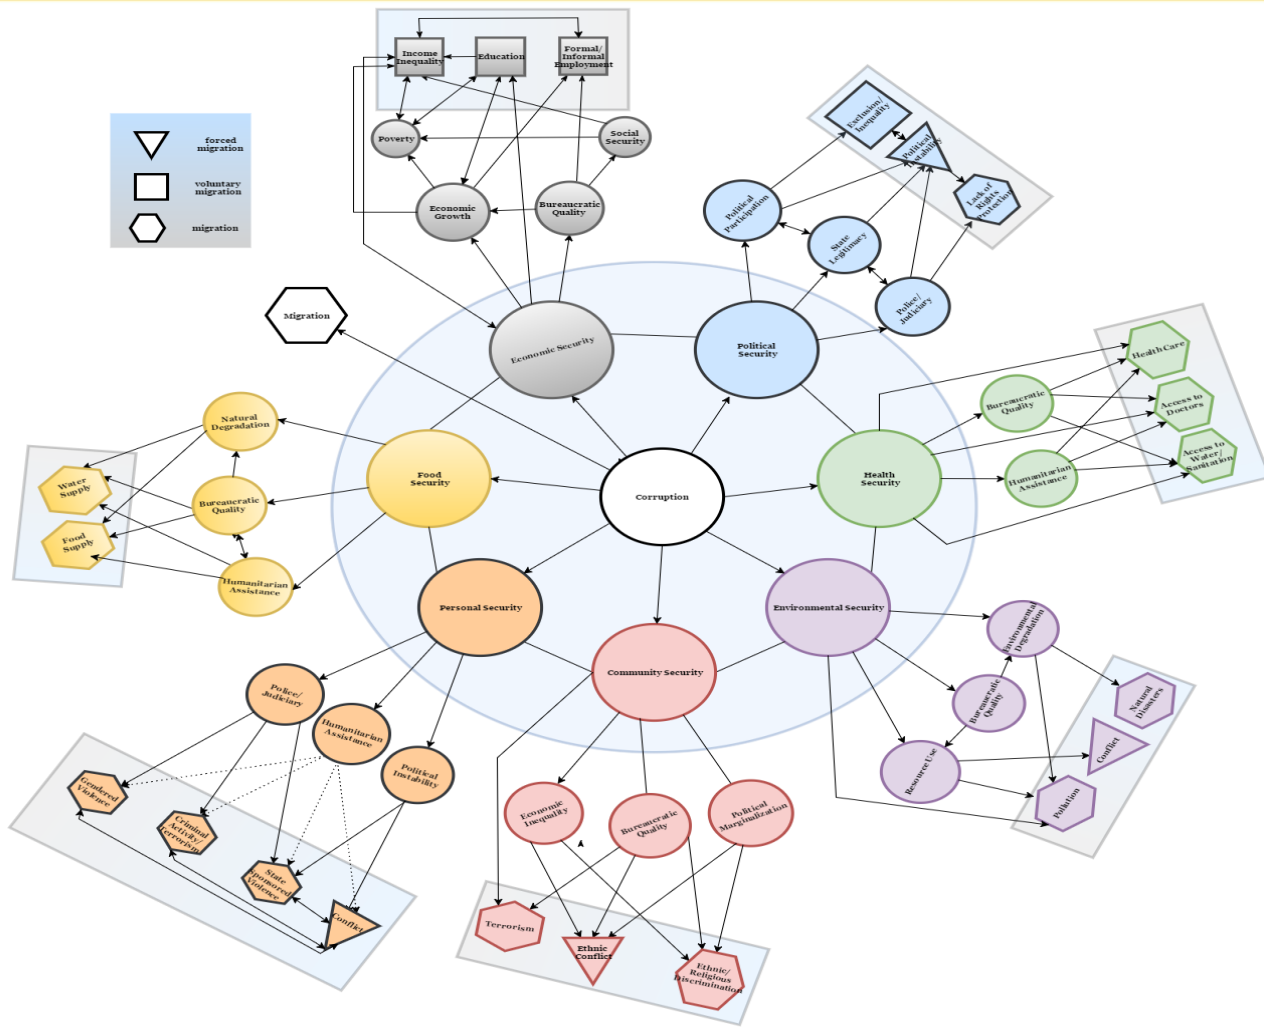 Income
Inequality
Education
Formal/
Informal
Employment
Poverty
Social
Security
Economic
Growth
Bureaucratic
Quality
forced
migration
voluntary
migration
migration
Exclusion/
Inequality
Political
Instability
Lack of
Rights
Protection
Political
Participation
State
Legitimacy
Police/
Judiciary
Migration
Economic Security
Political
Security
HealthCare
Access to
Doctors
Access to
Water/
Sanitation
Bureaucratic
Quality
Humanitarian
Assistance
Natural
Degradation
Water
Supply
Bureaucratic
Quality
Food
Supply
Humanitarian
Assistance
Food
Security
Corruption
Health
Security
Personal Security
Environmental Security
Community Security
Environmental
Degradation
Bureaucratic
Quality
Resource Use
Natural
Disasters
Conflict
Pollution
Police/
Judiciary
Humanitarian
Assistance
Political
Instability
Gendered
Violence
Criminal
Activity/
Terrorism
State
Sponsored
Violence
Conflict
Economic
Inequality
Bureaucratic
Quality
Political
Marginalization
Terrorism
Ethnic
Conflict
Ethnic/
Religious
Discrimination